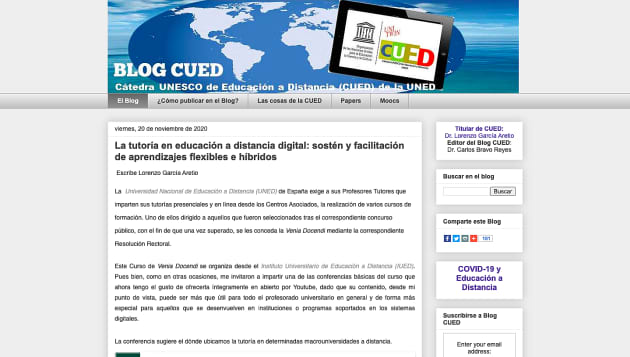 UNITWIN
CUED
BLOG CUED
Cátedra UNESCO de Educación a Distancia (CUED) de la UNED
El Blog
¿Cómo publicar en el Blog?
Las cosas de la CUED
Papers
Moocs
viernes, 20 de noviembre de 2020
La tutoría en educación a distancia digital: sostén y facilitación
de aprendizajes flexibles e híbridos
Escribe Lorenzo García Aretio
La Universidad Nacional de Educación a Distancia (UNED) de España exige a sus Profesores Tutores que
imparten sus tutorías presenciales y en línea desde los Centros Asociados, la realización de varios cursos de
formación. Uno de ellos dirigido a aquellos que fueron seleccionados tras el correspondiente concurso
público, con el fin de que una vez superado, se les conceda la Venia Docendi mediante la correspondiente
Resolución Rectoral.
Este Curso de Venia Docendi se organiza desde el Instituto Universitario de Educación a Distancia (IUED).
Pues bien, como en otras ocasiones, me invitaron a impartir una de las conferencias básicas del curso que
ahora tengo el gusto de ofrecerla íntegramente en abierto por Youtube, dado que su contenido, desde mi
punto de vista, puede ser más que útil para todo el profesorado universitario en general y de forma más
especial para aquellos que se desenvuelven en instituciones o programas soportados en los sistemas
digitales.
La conferencia sugiere el dónde ubicamos la tutoría en determinadas macrouniversidades a distancia.
Titular de CUED:
Dr. Lorenzo García Aretio
Editor del Blog CUED:
Dr. Carlos Bravo Reyes
Buscar en el blog
Buscar
Comparte este Blog
COVID-19 y
Educación a
Distancia
Suscribirse a Blog
CUED
Enter your email
address: